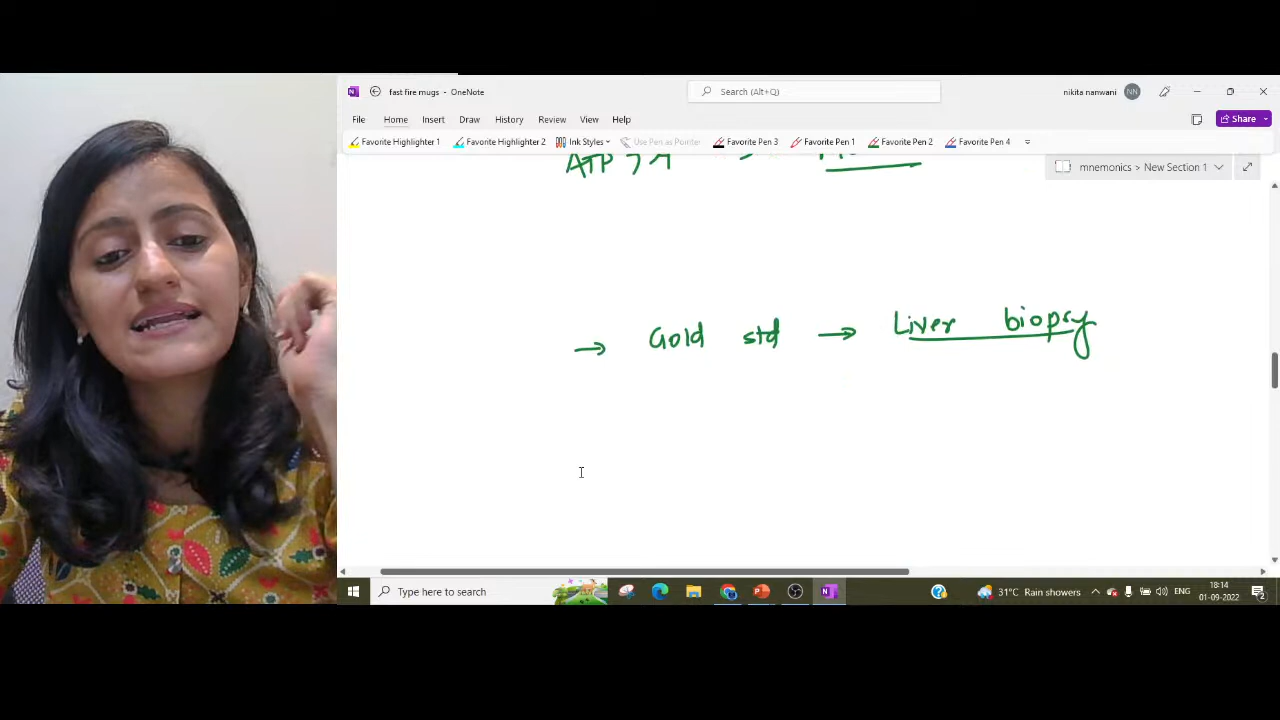 fast fire mugs - OneNote
Search (Alt+Q)
nikita nanwani
NN
File Home Insert Draw History Review View Help
Share
Favorite Highlighter 1 Favorite Highlighter 2 Ink Styles Use Pen as Pointer Favorite Pen 3 Favorite Pen 1 Favorite Pen 2 Favorite Pen 4
mnemonics > New Section 1
→ Gold std → Liver biopsy
Type here to search
31°C Rain showers
ENG
18:14
01-09-2022
2